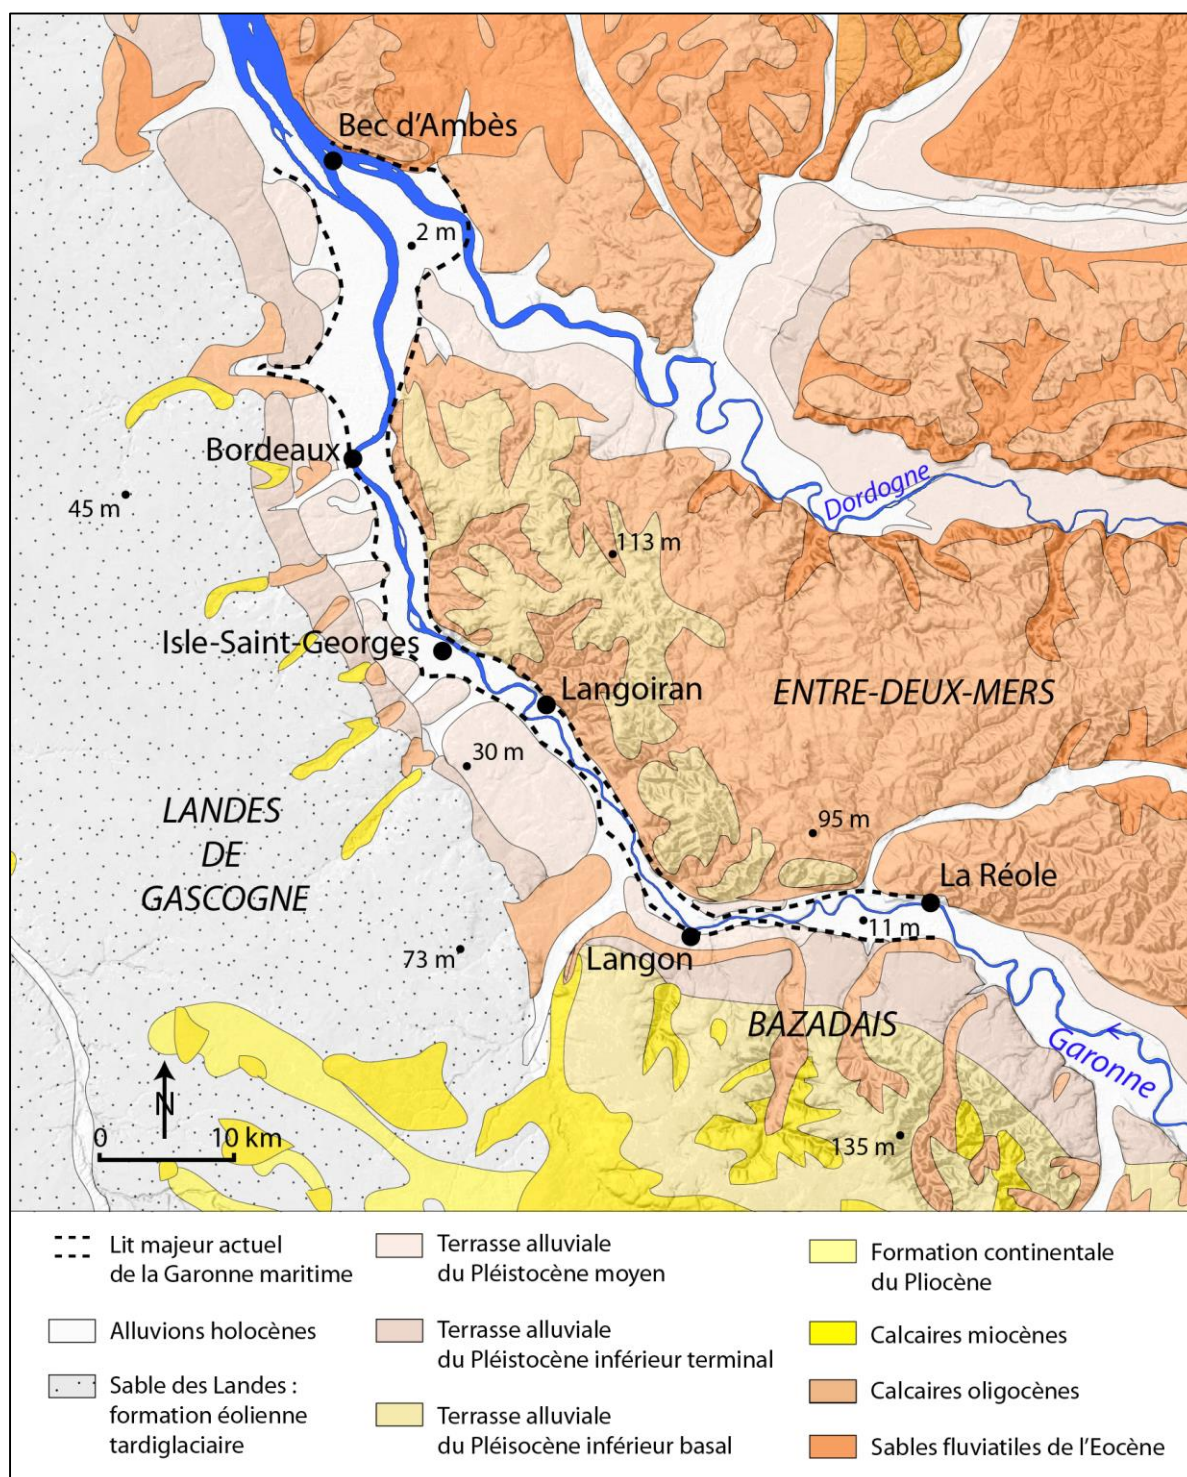 Bec d'Ambès
2 m
Bordeaux
45 m
Dordogne
113 m
Isle-Saint-Georges
Langoiran
ENTRE-DEUX-MERS
30 m
LANDES
DE
GASCOGNE
95 m
La Réole
11 m
Langon
73 m
BAZADAIS
Garonne
N
0 10 km
135 m
Lit majeur actuel
de la Garonne maritime
Alluvions holocènes
Sable des Landes :
formation éolienne
tardiglaciaire
Terrasse alluviale
du Pléistocène moyen
Terrasse alluviale
du Pléistocène inférieur terminal
Terrasse alluviale
du Pléisocène inférieur basal
Formation continentale
du Pliocène
Calcaires miocènes
Calcaires oligocènes
Sables fluviatiles de l'Eocène